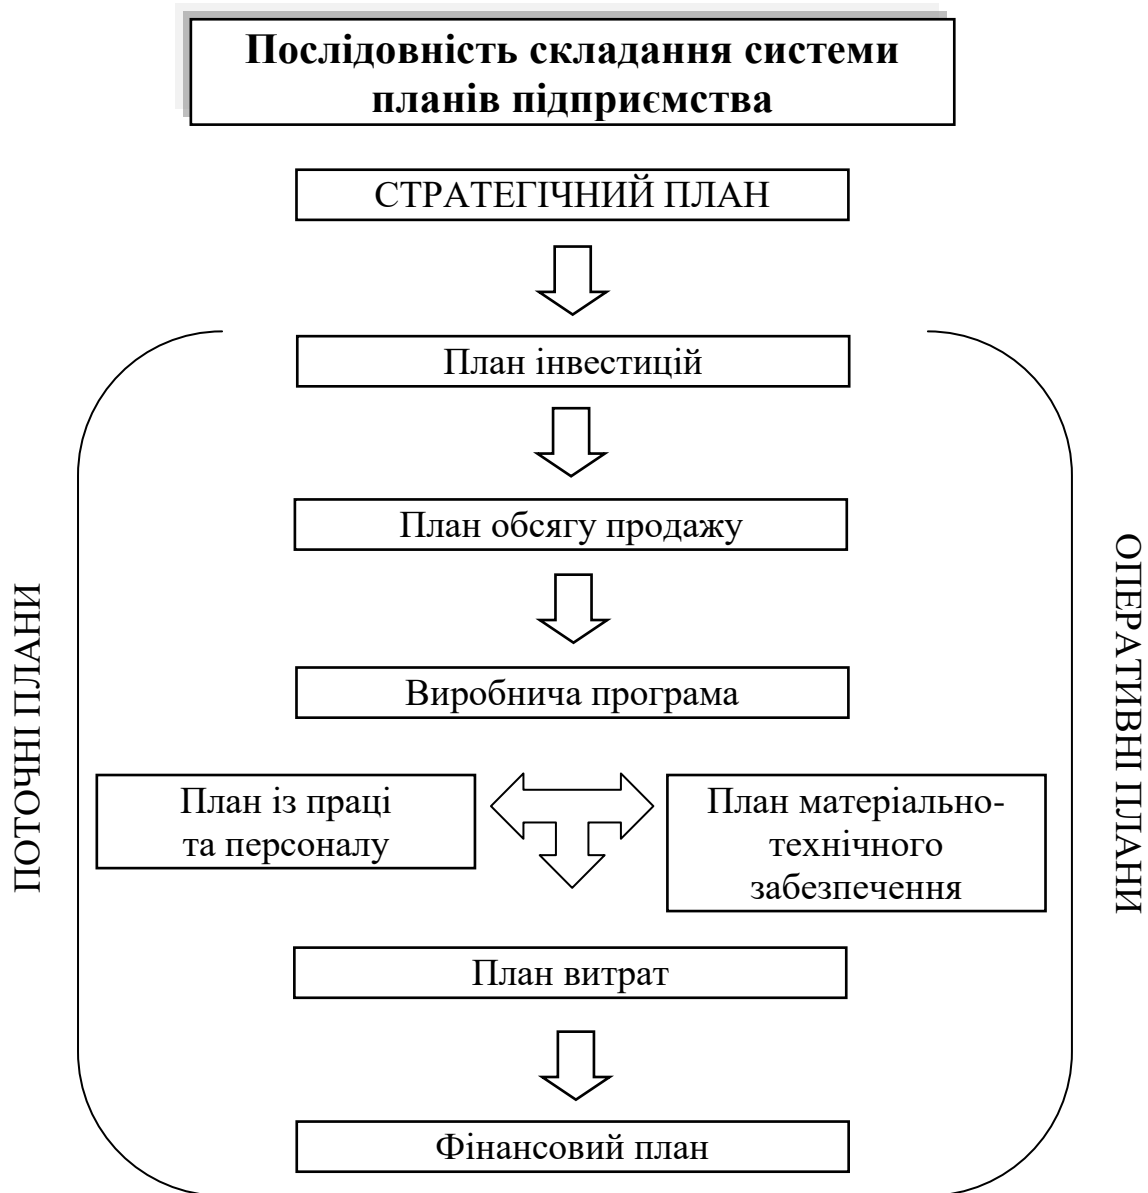 Послідовність складання системи
планів підприємства
СТРАТЕГІЧНИЙ ПЛАН
План інвестицій
План обсягу продажу
Виробнича програма
План із праці
та персоналу
План матеріально-
технічного
забезпечення
План витрат
Фінансовий план
ПОТОЧНІ ПЛАНИ
ОПЕРАТИВНІ ПЛАНИ